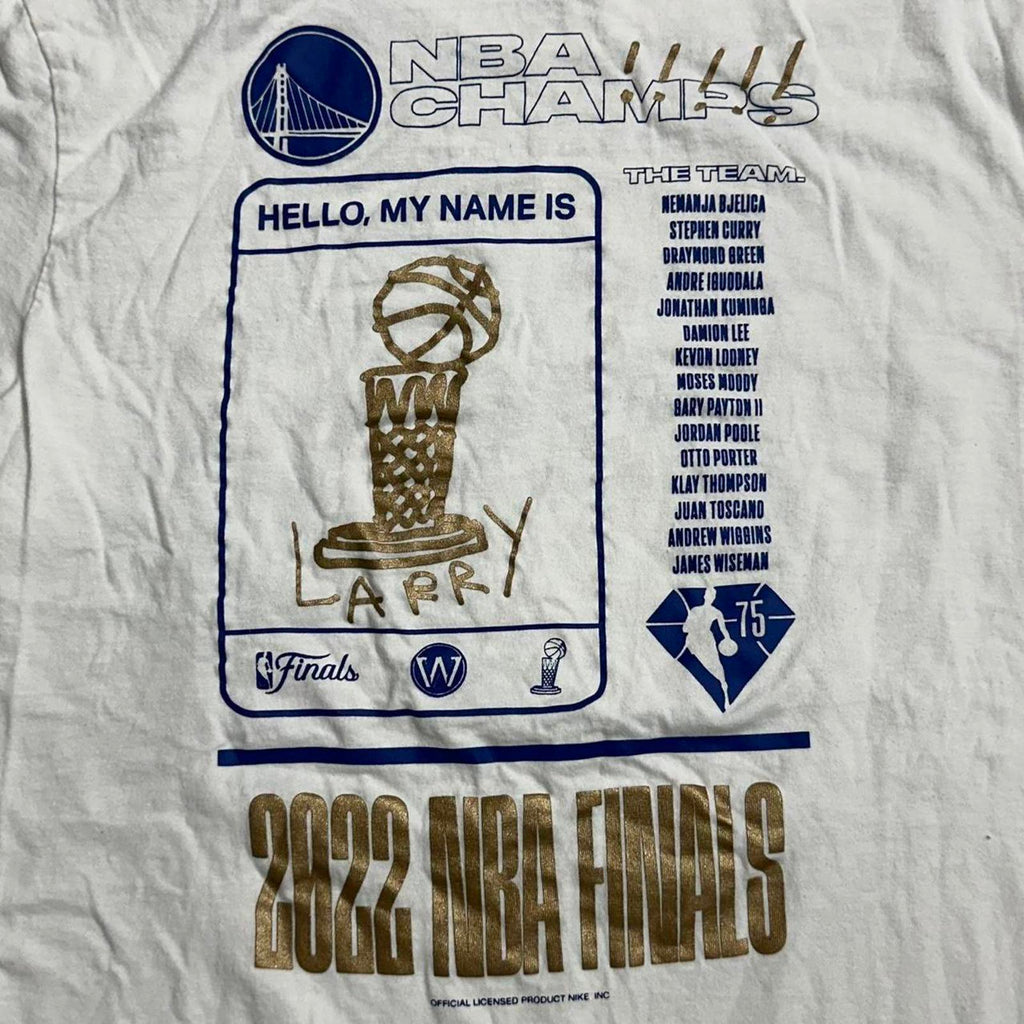 NBA !!!!!
CHAMPS
HELLO, MY NAME IS
LARRY
Finals
W
THE TEAM.
NEMANJA BJELICA
STEPHEN CURRY
DRAYMOND GREEN
ANDRE IGUODALA
JONATHAN KUMINGA
DAMION LEE
KEVON LOONEY
MOSES MOODY
GARY PAYTON II
JORDAN POOLE
OTTO PORTER
KLAY THOMPSON
JUAN TOSCANO
ANDREW WIGGINS
JAMES WISEMAN
75
2022 NBA FINALS
OFFICIAL LICENSED PRODUCT NIKE INC